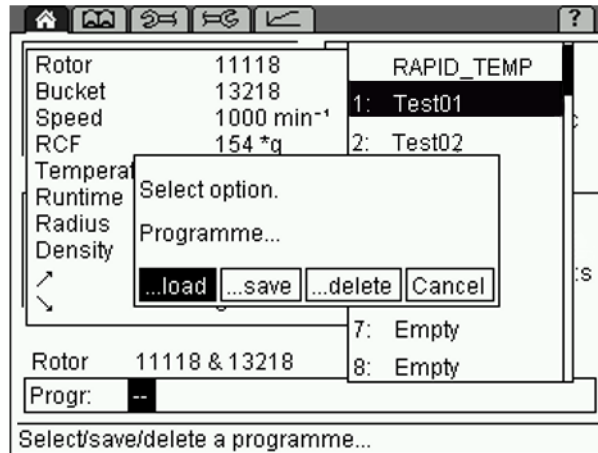 ?
Rotor 11118
Bucket 13218
Speed 1000 min⁻¹
RCF 154 *g
Runtime
Radius
Density
RAPID_TEMP
1: Test01
2: Test02
Select option.
Programme...
...load ...save ...delete Cancel
7: Empty
8: Empty
Rotor 11118 & 13218
Progr: --
Select/save/delete a programme...